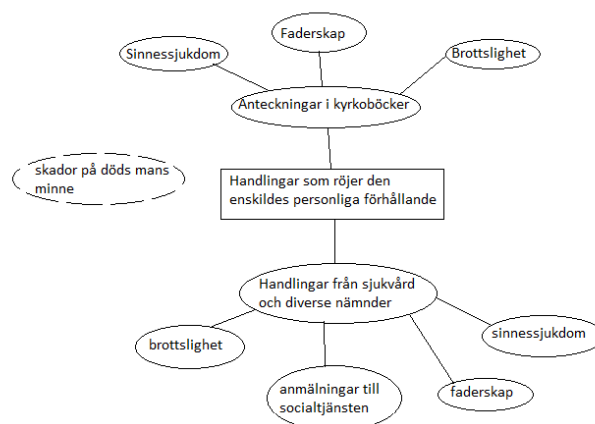 Faderskap
Sinnessjukdom
Brottslighet
Anteckningar i kyrkoböcker
skador på döds mans
minne
Handlingar som röjer den
enskildes personliga förhållande
Handlingar från sjukvård
och diverse nämnder
sinnessjukdom
brottslighet
anmälningar till
socialtjänsten
faderskap